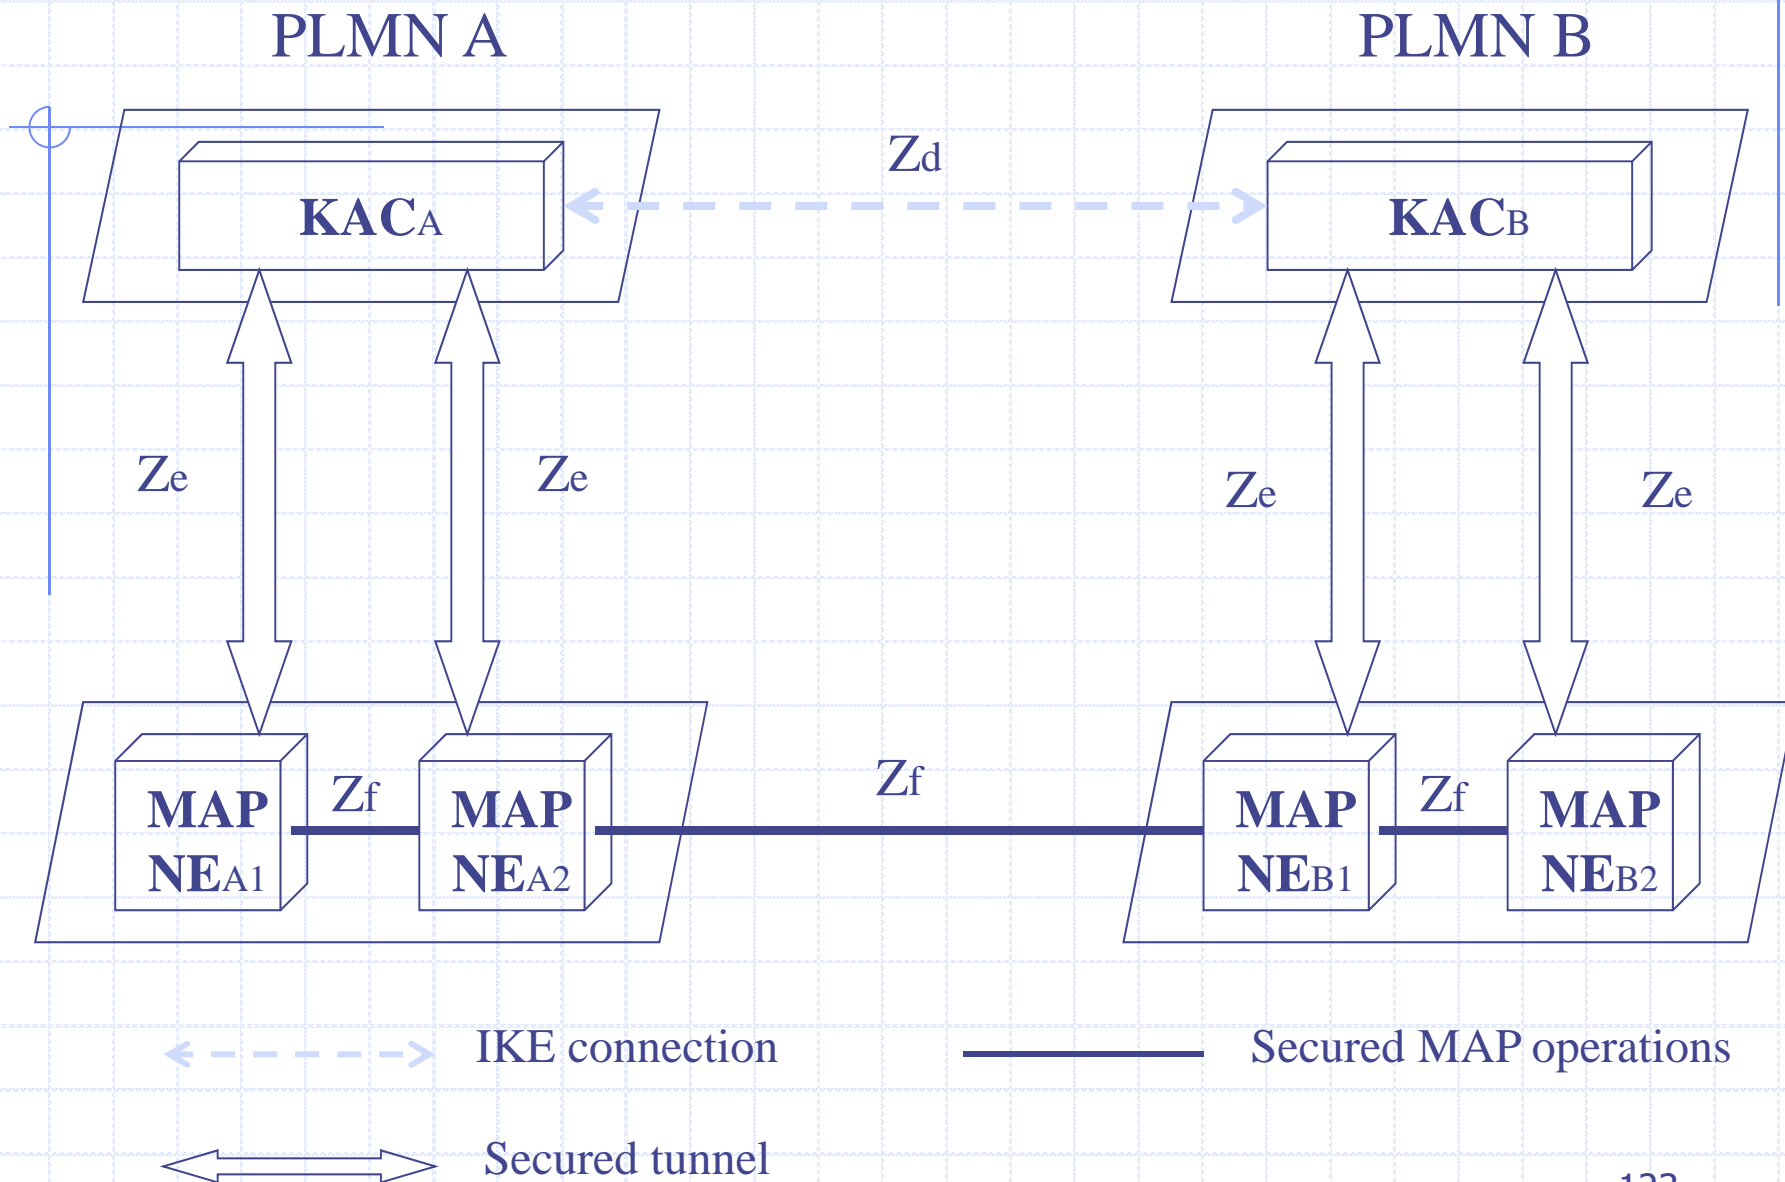 PLMN A PLMN B
Zd
KACA KACB
Ze Ze Ze Ze
Zf Zf Zf
MAP MAP MAP MAP
NEA1 NEA2 NEB1 NEB2
IKE connection Secured MAP operations
Secured tunnel